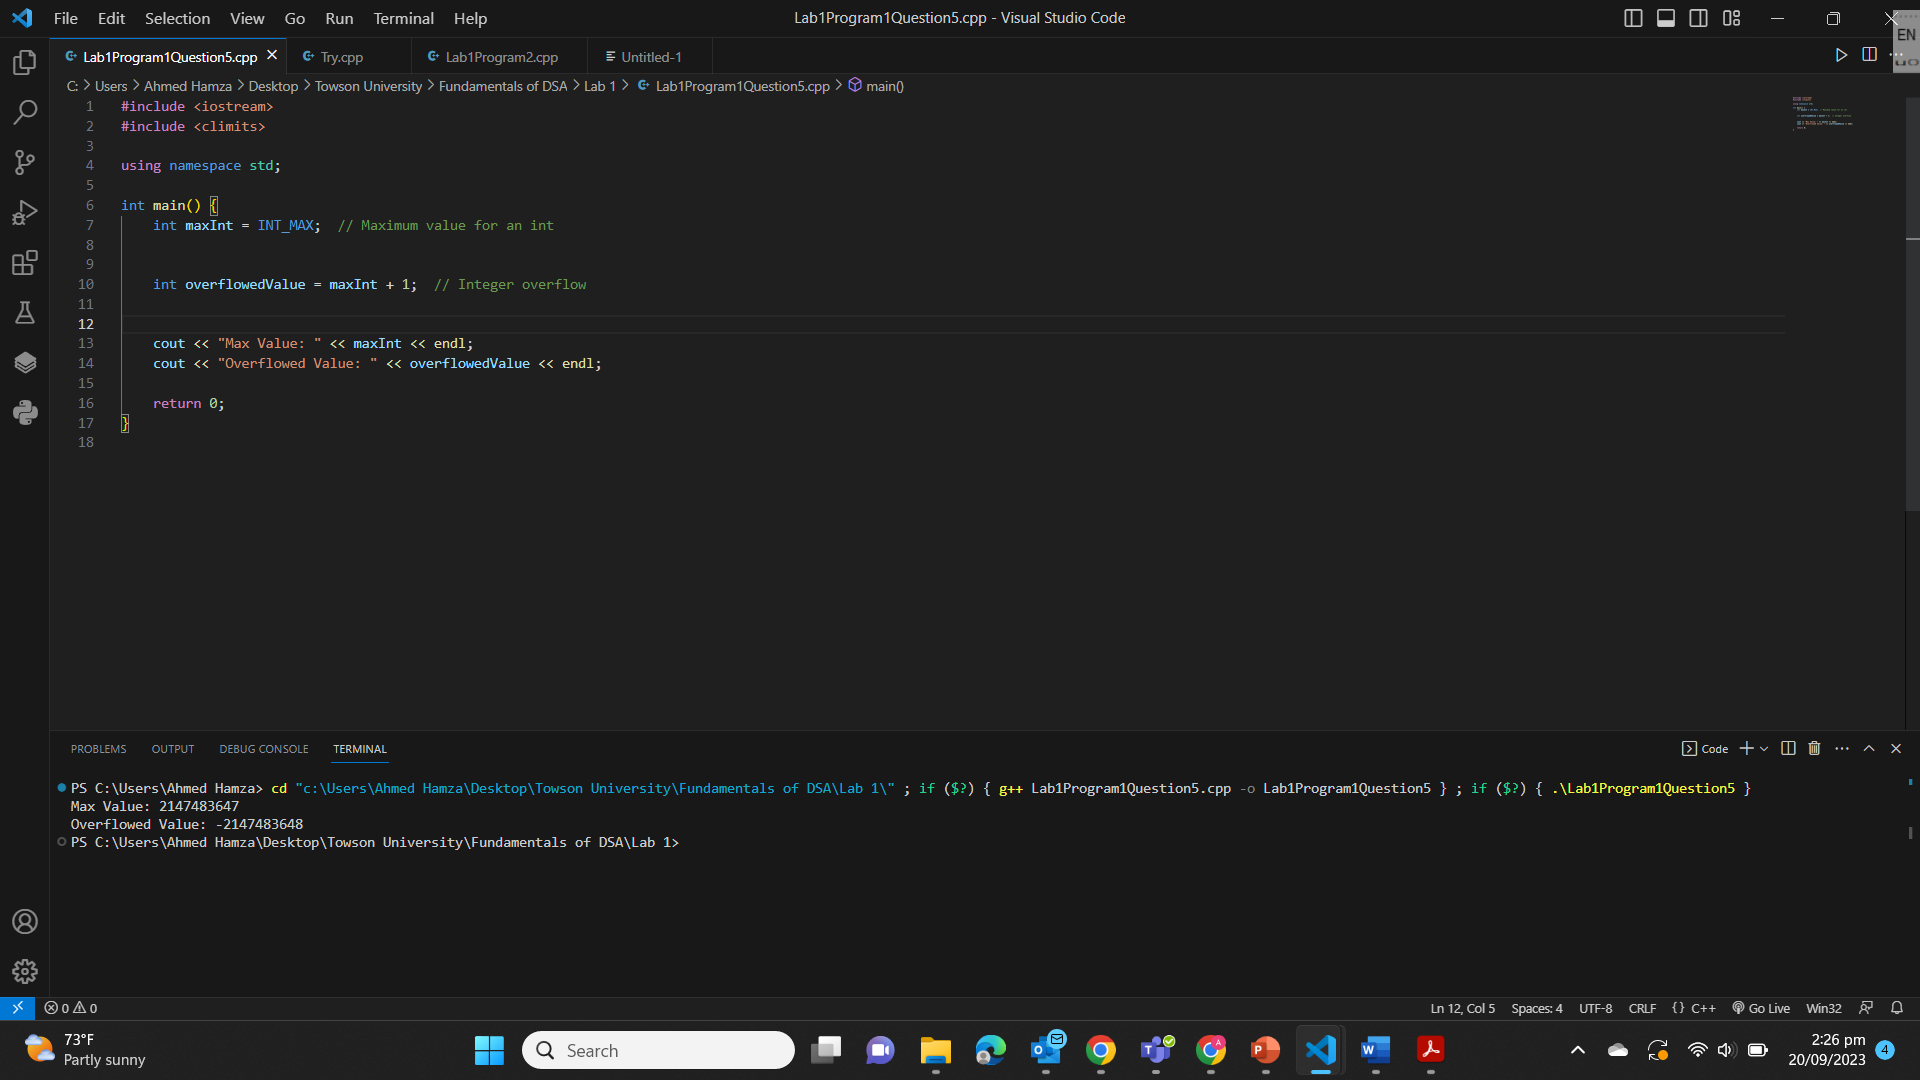 File Edit Selection View Go Run Terminal Help
Lab1Program1Question5.cpp - Visual Studio Code
EN
Lab1Program1Question5.cpp Try.cpp Lab1Program2.cpp Untitled-1
C: > Users > Ahmed Hamza > Desktop > Towson University > Fundamentals of DSA > Lab 1 > Lab1Program1Question5.cpp > main()
1 #include <iostream>
2 #include <climits>
3
4 using namespace std;
5
6 int main() {
7 int maxInt = INT_MAX; // Maximum value for an int
8
9
10 int overflowedValue = maxInt + 1; // Integer overflow
11
12
13 cout << "Max Value: " << maxInt << endl;
14 cout << "Overflowed Value: " << overflowedValue << endl;
15
16 return 0;
17 }
18
PROBLEMS OUTPUT DEBUG CONSOLE TERMINAL
Code
PS C:\Users\Ahmed Hamza> cd "c:\Users\Ahmed Hamza\Desktop\Towson University\Fundamentals of DSA\Lab 1\" ; if ($?) { g++ Lab1Program1Question5.cpp -o Lab1Program1Question5 } ; if ($?) { .\Lab1Program1Question5 }
Max Value: 2147483647
Overflowed Value: -2147483648
PS C:\Users\Ahmed Hamza\Desktop\Towson University\Fundamentals of DSA\Lab 1>
0 0
Ln 12, Col 5 Spaces: 4 UTF-8 CRLF {} C++ Go Live Win32
73°F
Partly sunny
Search
2:26 pm
20/09/2023
4